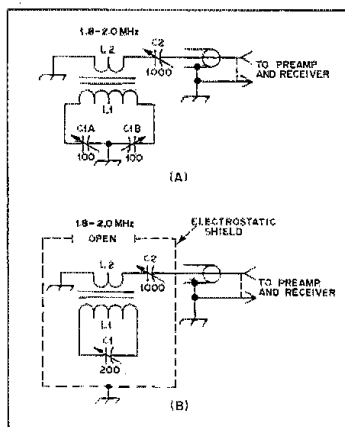 1.8-2.0 MHz
L2
C2
1000
TO PREAMP
AND RECEIVER
L1
C1A
100
C1B
100
(A)
1.8-2.0 MHz
OPEN
ELECTROSTATIC
SHIELD
L2
C2
1000
TO PREAMP
AND RECEIVER
L1
C1
200
(B)